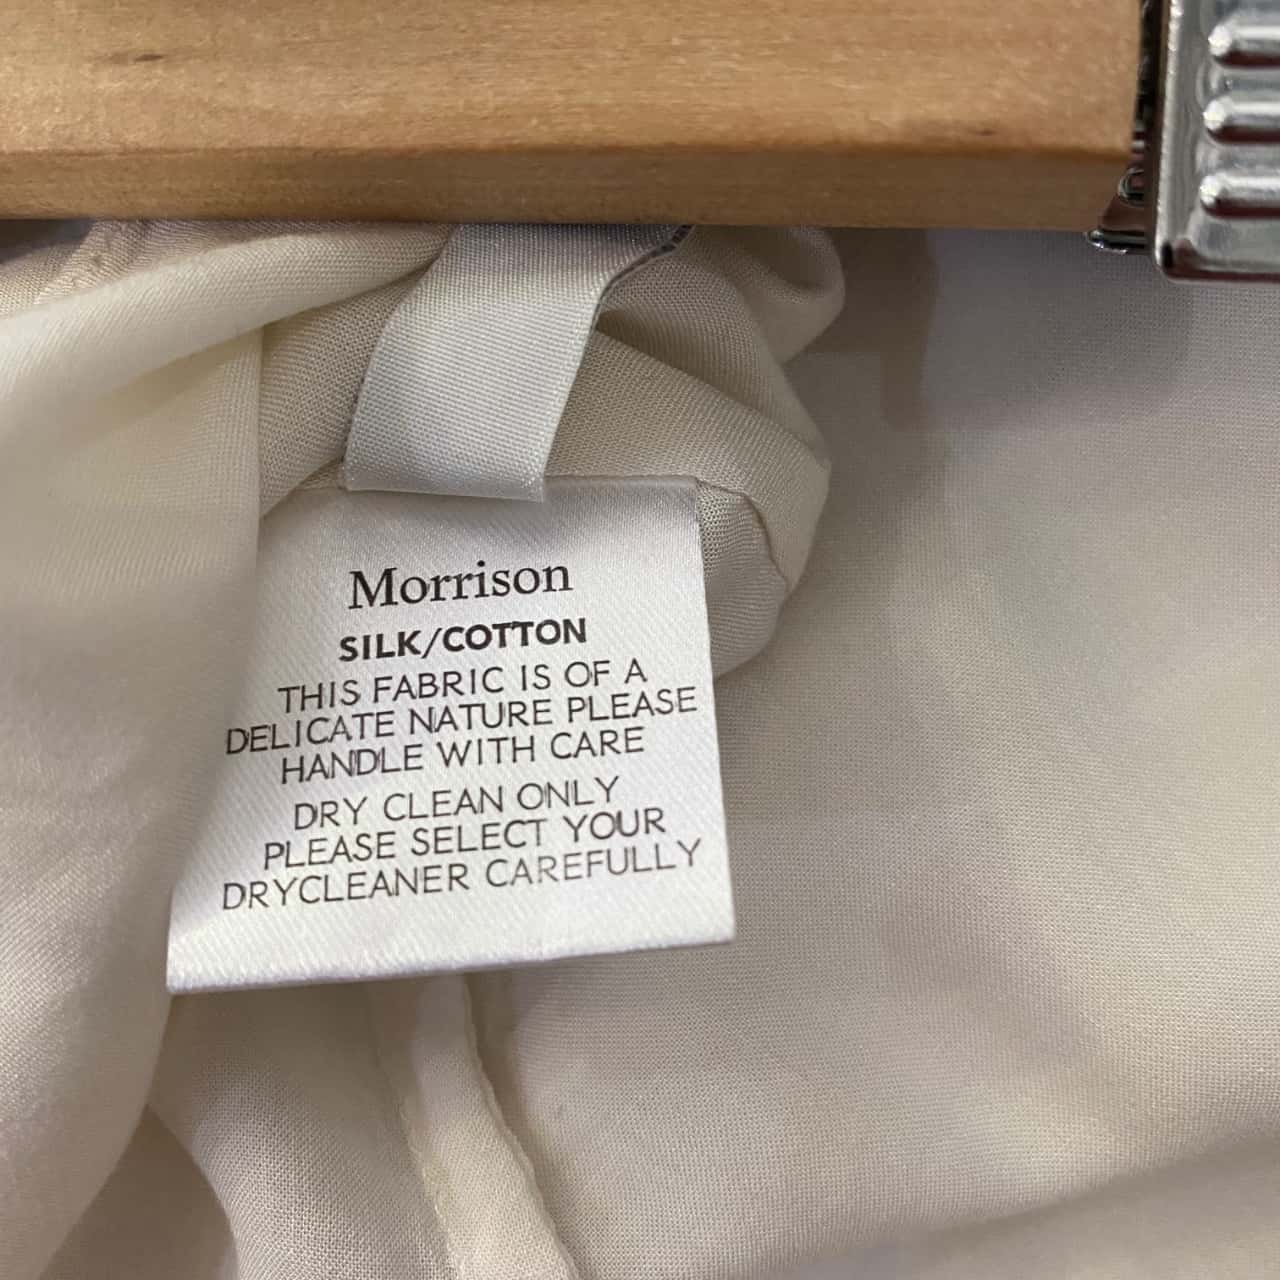 Morrison
SILK/COTTON
THIS FABRIC IS OF A
DELICATE NATURE PLEASE
HANDLE WITH CARE
DRY CLEAN ONLY
PLEASE SELECT YOUR
DRYCLEANER CAREFULLY